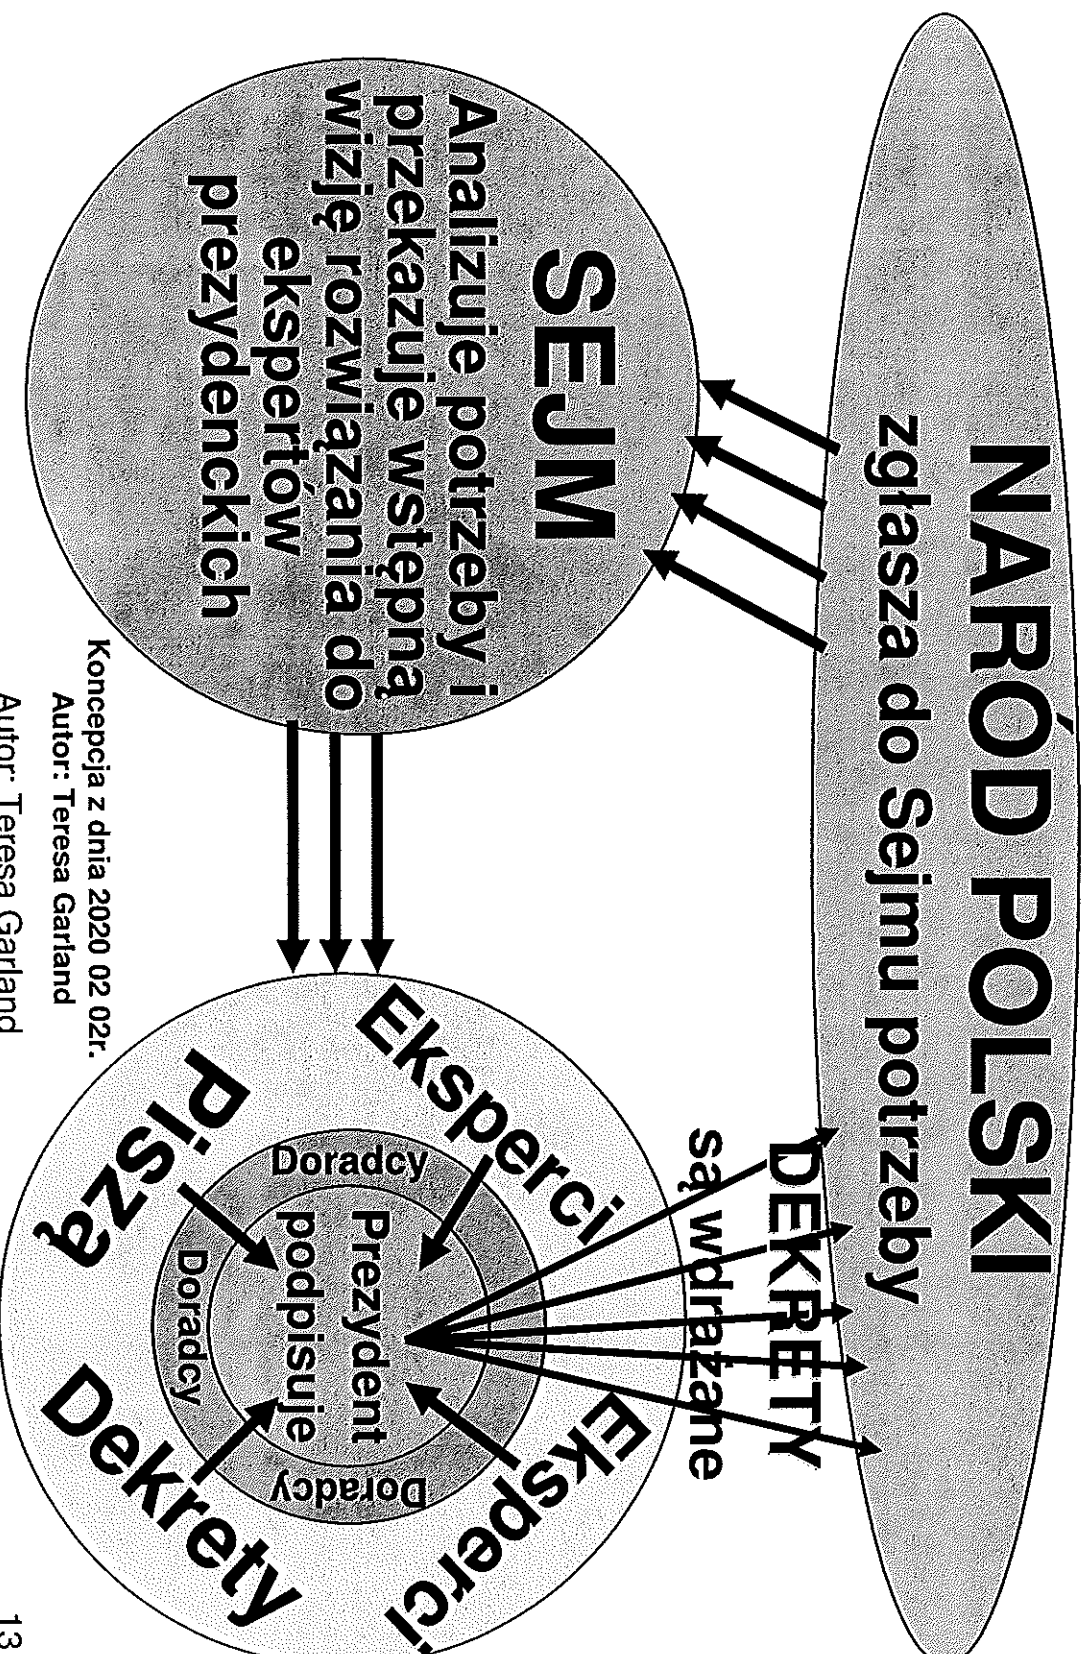 NARÓD POLSKI
zgłasza do Sejmu potrzeby
SEJM
Analizuje potrzeby i
przekazuje wstępną
wizję rozwiązania do
ekspertów
prezydenckich
DEKRETY
są wdrażane
Eksperci
Eksperci
Piszą
Dekrety
Doradcy
Doradcy
Doradcy
Prezydent
podpisuje
Koncepcja z dnia 2020 02 02r.
Autor: Teresa Garland
Autor: Teresa Garland
13